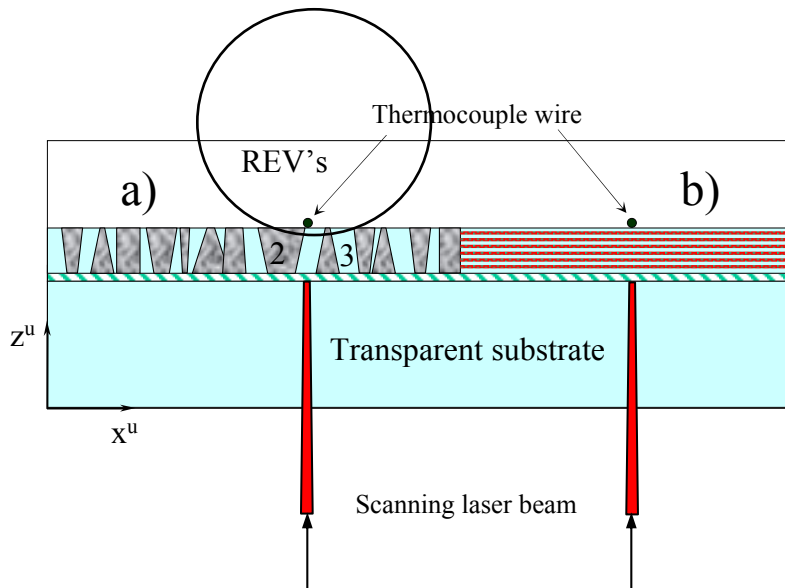 Thermocouple wire
REV's
a)
b)
2
3
z^u
Transparent substrate
x^u
Scanning laser beam